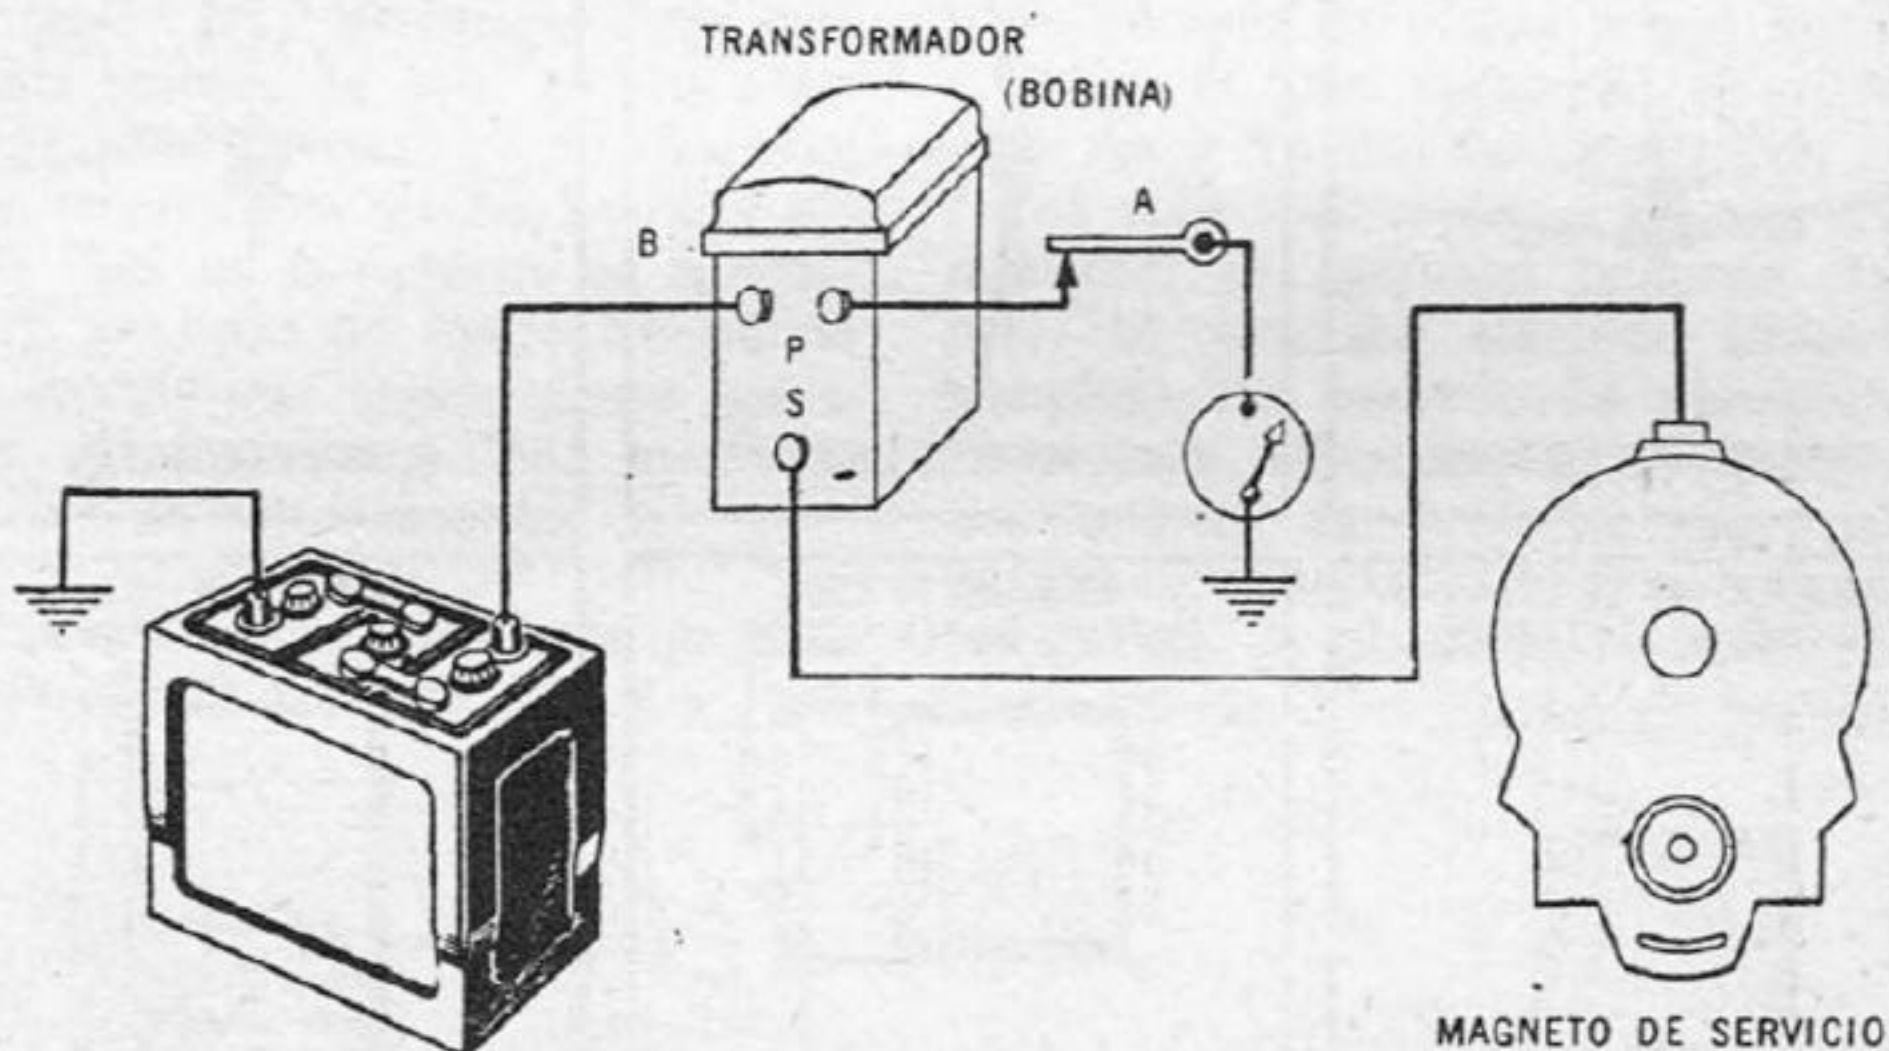 TRANSFORMADOR
(BOBINA)
A
B
P
S
MAGNETO DE SERVICIO